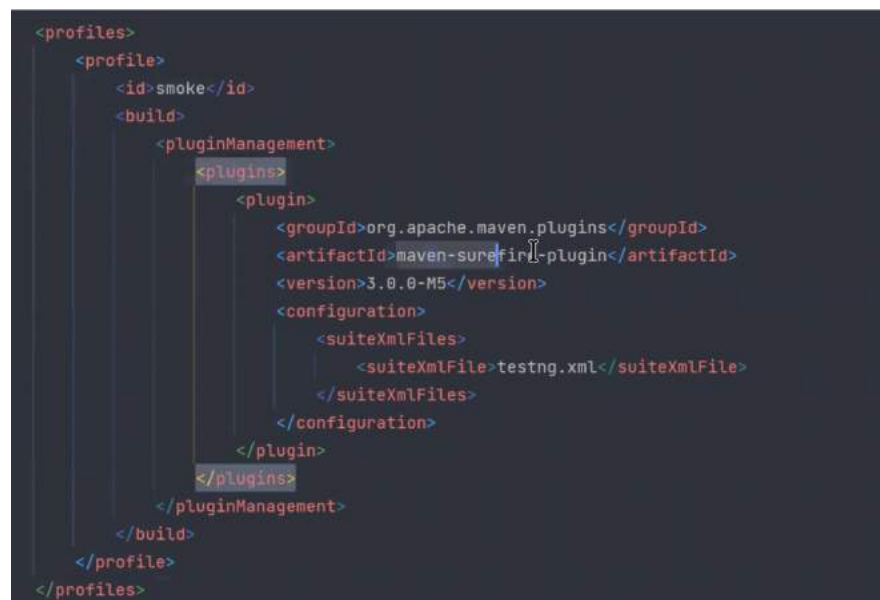 <profiles>
<profile>
<id>smoke</id>
<build>
<pluginManagement>
<plugins>
<plugin>
<groupId>org.apache.maven.plugins</groupId>
<artifactId>maven-surefire-plugin</artifactId>
<version>3.0.0-M5</version>
<configuration>
<suiteXmlFiles>
<suiteXmlFile>testng.xml</suiteXmlFile>
</suiteXmlFiles>
</configuration>
</plugin>
</plugins>
</pluginManagement>
</build>
</profile>
</profiles>